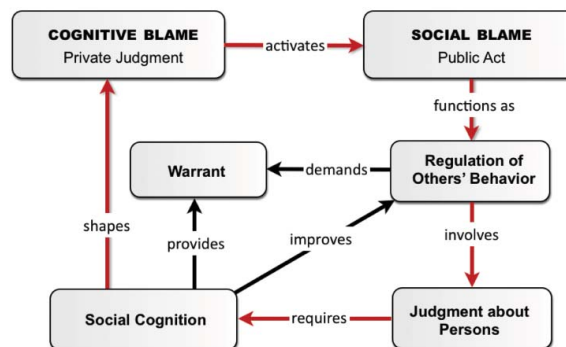 COGNITIVE BLAME
Private Judgment
activates
SOCIAL BLAME
Public Act
functions as
Warrant
demands
Regulation of
Others' Behavior
shapes
provides
improves
involves
Social Cognition
requires
Judgment about
Persons